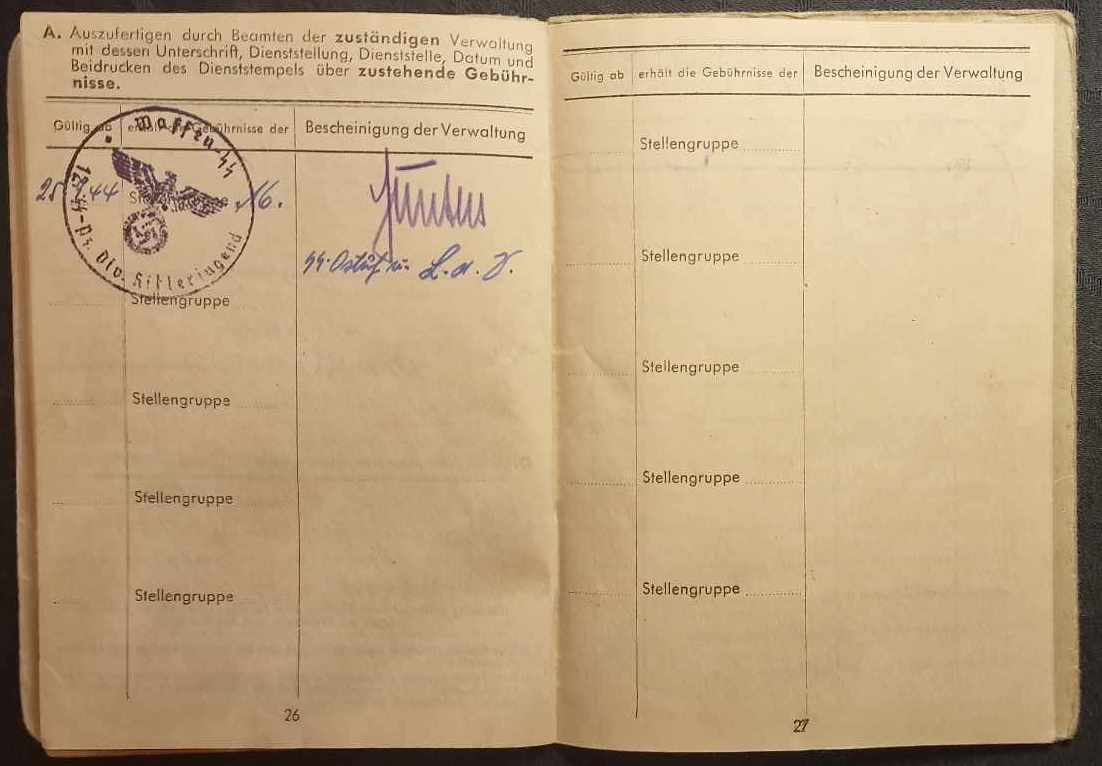 A. Auszufertigen durch Beamten der zuständigen Verwaltung
mit dessen Unterschrift, Dienststellung, Dienststelle, Datum und
Beidrucken des Dienststempels über zustehende Gebühr-
nisse.
Gültig ab erhält die Gebührnisse der Bescheinigung der Verwaltung
Waffen-SS
12. SS-Pz. Div. Hitlerjugend
25. 44 Stellengruppe 16.
SS-Ostuf. u. L. d. V.
Stellengruppe
Stellengruppe
Stellengruppe
Stellengruppe
26
Gültig ab erhält die Gebührnisse der Bescheinigung der Verwaltung
Stellengruppe
Stellengruppe
Stellengruppe
Stellengruppe
Stellengruppe
27